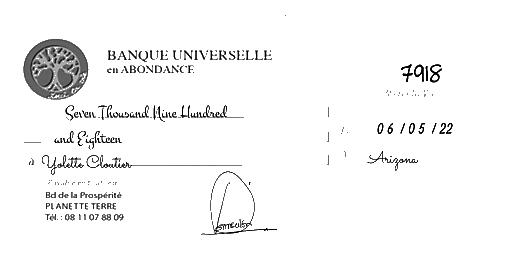 BANQUE UNIVERSELLE
en ABONDANCE
7918
Seven Thousand Nine Hundred
and Eighteen
06/05/22
à Yolette Cloutier
Arizona
Bd de la Prospérité
PLANETTE TERRE
Tél. : 08 11 07 88 09